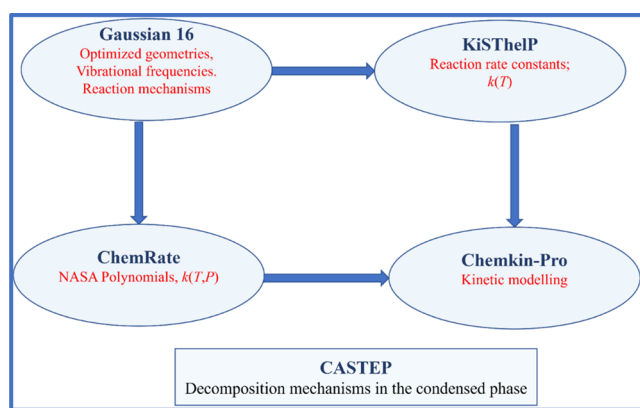 Gaussian 16
Optimized geometries,
Vibrational frequencies.
Reaction mechanisms
KiSThelP
Reaction rate constants;
k(T)
ChemRate
NASA Polynomials, k(T,P)
Chemkin-Pro
Kinetic modelling
CASTEP
Decomposition mechanisms in the condensed phase